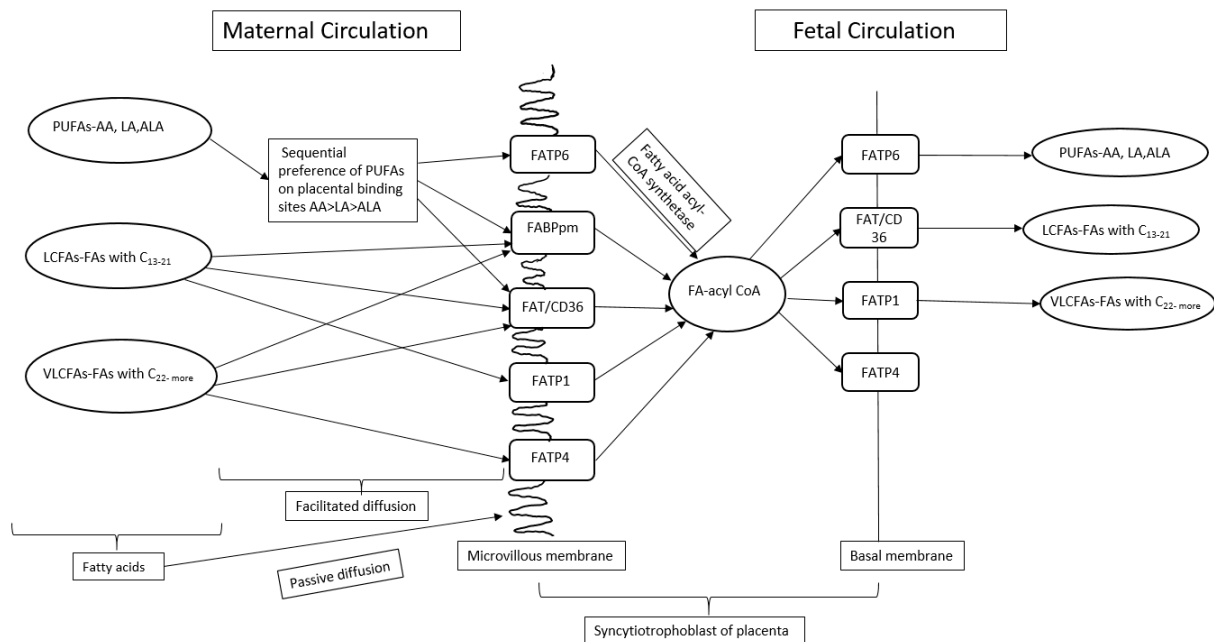 Maternal Circulation
Fetal Circulation
PUFAs-AA, LA,ALA
Sequential
preference of PUFAs
on placental binding
sites AA>LA>ALA
LCFAs-FAs with C13-21
VLCFAs-FAs with C22- more
FATP6
FABPpm
FAT/CD36
FATP1
FATP4
Fatty acid acyl-
CoA synthetase
FA-acyl CoA
FATP6
FAT/CD
36
FATP1
FATP4
PUFAs-AA, LA,ALA
LCFAs-FAs with C13-21
VLCFAs-FAs with C22- more
Facilitated diffusion
Fatty acids
Passive diffusion
Microvillous membrane
Basal membrane
Syncytiotrophoblast of placenta